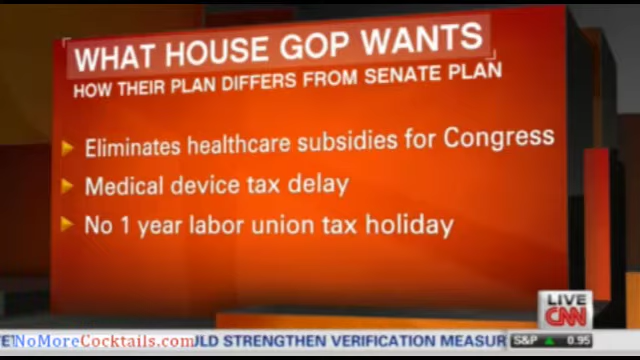 WHAT HOUSE GOP WANTS
HOW THEIR PLAN DIFFERS FROM SENATE PLAN
Eliminates healthcare subsidies for Congress
Medical device tax delay
No 1 year labor union tax holiday
LIVE
CNN
NoMoreCocktails.com ULD STRENGTHEN VERIFICATION MEASUR S&P 0.95